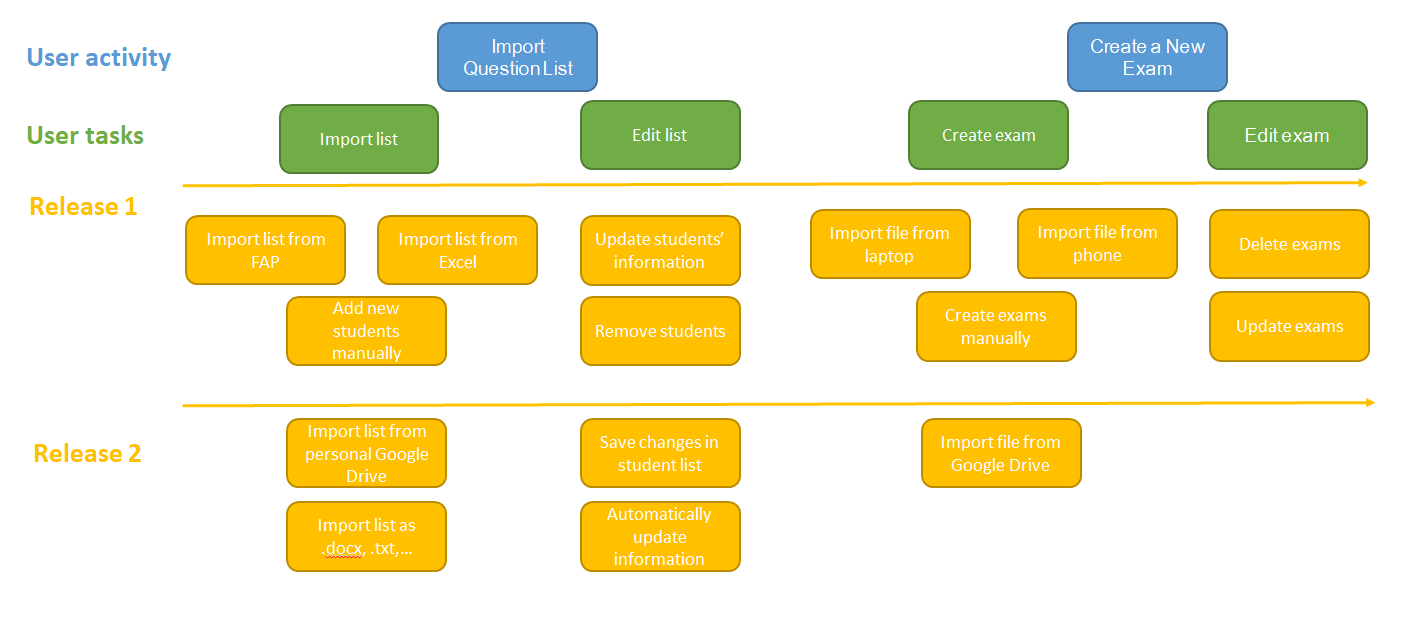 User activity
Import
Question List
Create a New
Exam
User tasks
Import list
Edit list
Create exam
Edit exam
Release 1
Import list from
FAP
Import list from
Excel
Update students’
information
Import file from
laptop
Import file from
phone
Delete exams
Add new
students
manually
Remove students
Create exams
manually
Update exams
Release 2
Import list from
personal Google
Drive
Save changes in
student list
Import file from
Google Drive
Import list as
.docx, .txt,...
Automatically
update
information